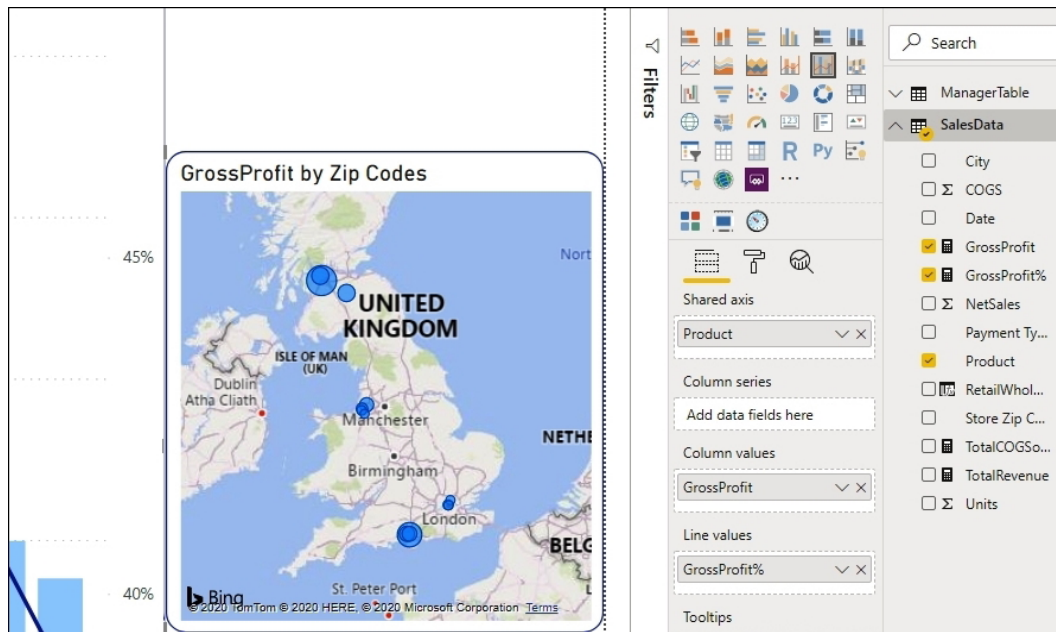 45%
40%
GrossProfit by Zip Codes
Nort
UNITED
KINGDOM
ISLE OF MAN
(UK)
Dublin
Atha Cliath
Manchester
NETHE
Birmingham
London
BELG
St. Peter Port
L
Bing
© 2020 TomTom © 2020 HERE, © 2020 Microsoft Corporation Terms
Filters
123
R
Py
...
Shared axis
Product
Column series
Add data fields here
Column values
GrossProfit
Line values
GrossProfit%
Tooltips
Search
ManagerTable
SalesData
City
Σ COGS
Date
GrossProfit
GrossProfit%
Σ NetSales
Payment Ty...
Product
RetailWhol...
Store Zip C...
TotalCOGSo...
TotalRevenue
Σ Units